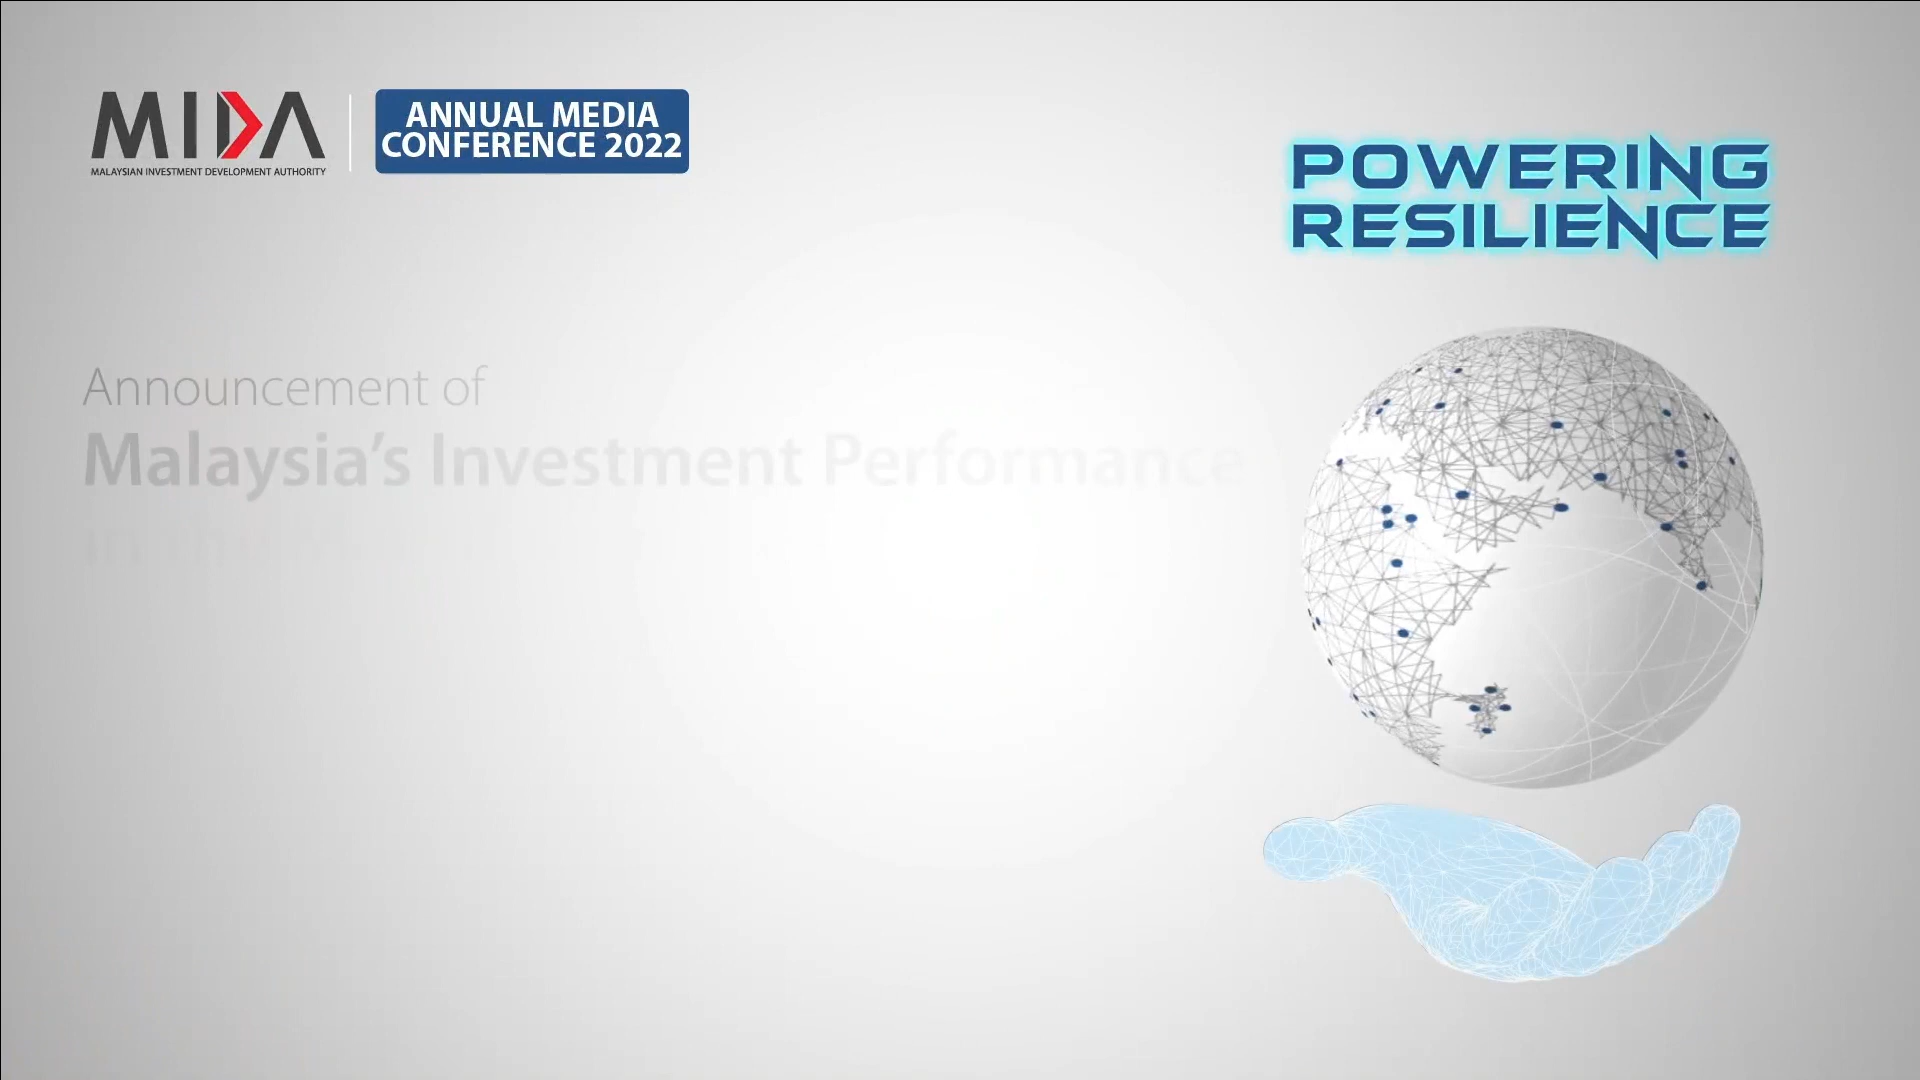 MIDA
MALAYSIAN INVESTMENT DEVELOPMENT AUTHORITY
ANNUAL MEDIA
CONFERENCE 2022
POWERING
RESILIENCE
Announcement of
Malaysia's Investment Performance